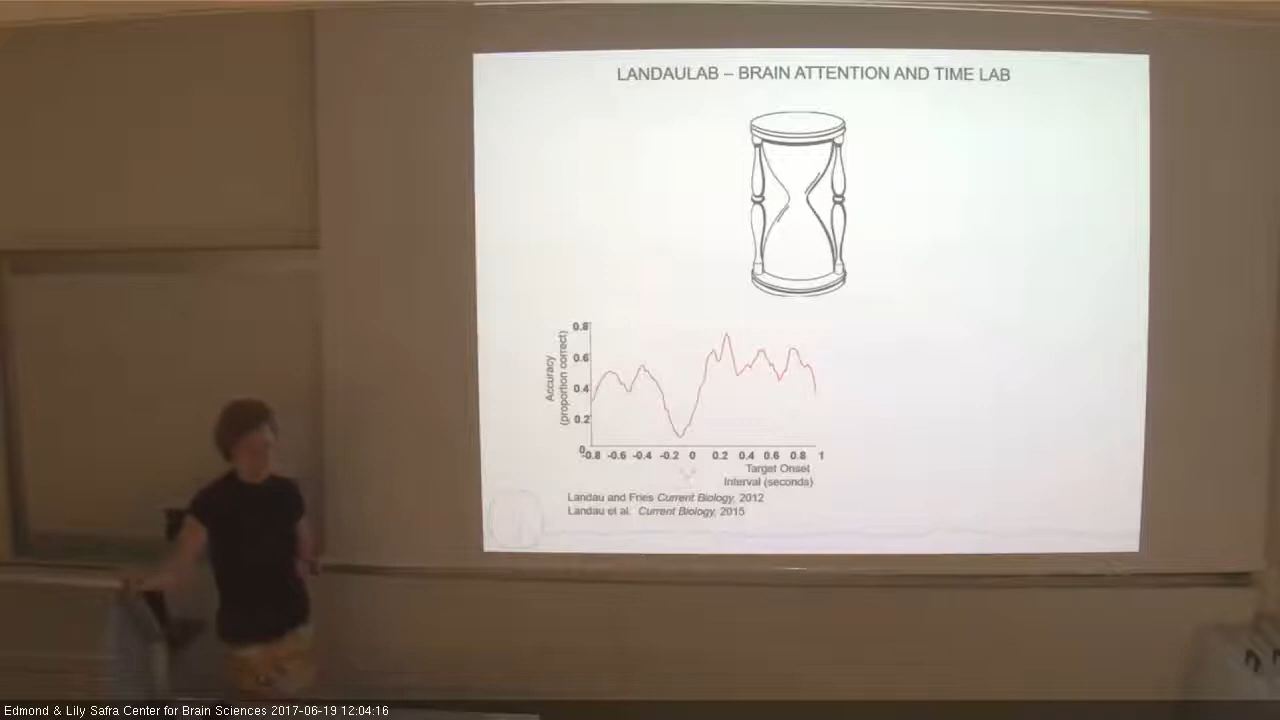 LANDAULAB – BRAIN ATTENTION AND TIME LAB
Accuracy
(proportion correct)
0.8
0.6
0.4
0.2
0
-0.8 -0.6 -0.4 -0.2 0 0.2 0.4 0.6 0.8 1
Target Onset
Interval (seconds)
Landau and Fries Current Biology, 2012
Landau et al. Current Biology, 2015
Edmond & Lily Safra Center for Brain Sciences 2017-06-19 12:04:16